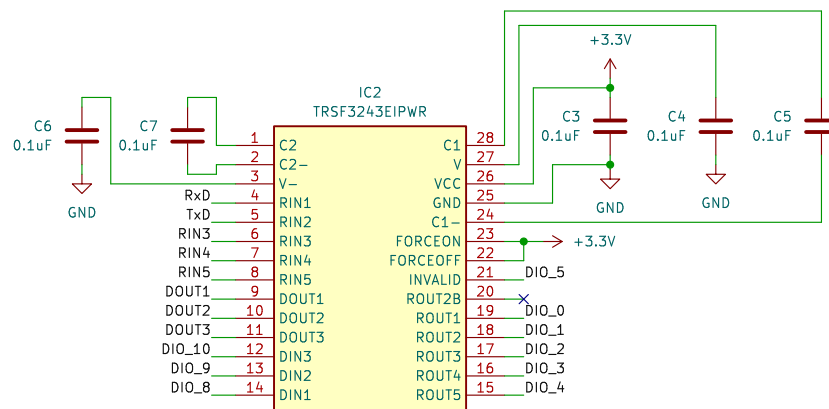 +3.3V
IC2
TRSF3243EIPWR
C6
0.1uF
C7
0.1uF
C3
0.1uF
C4
0.1uF
C5
0.1uF
GND
GND
GND
1 C2
2 C2-
3 V-
RxD 4 RIN1
TxD 5 RIN2
RIN3 6 RIN3
RIN4 7 RIN4
RIN5 8 RIN5
DOUT1 9 DOUT1
DOUT2 10 DOUT2
DOUT3 11 DOUT3
DIO_10 12 DIN3
DIO_9 13 DIN2
DIO_8 14 DIN1
C1 28
V 27
VCC 26
GND 25
C1- 24
FORCEON 23 +3.3V
FORCEOFF 22
INVALID 21 DIO_5
ROUT2B 20
ROUT1 19 DIO_0
ROUT2 18 DIO_1
ROUT3 17 DIO_2
ROUT4 16 DIO_3
ROUT5 15 DIO_4